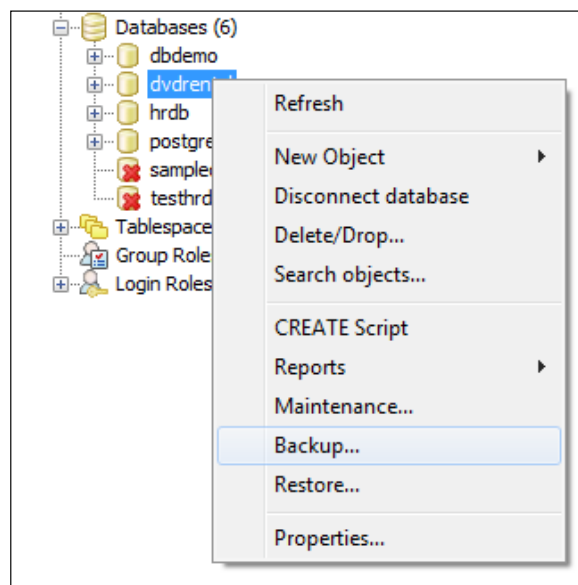 Databases (6)
dbdemo
dvdren
hrdb
postgre
sample
testhrd
Tablespace
Group Role
Login Roles
Refresh
New Object
Disconnect database
Delete/Drop...
Search objects...
CREATE Script
Reports
Maintenance...
Backup...
Restore...
Properties...